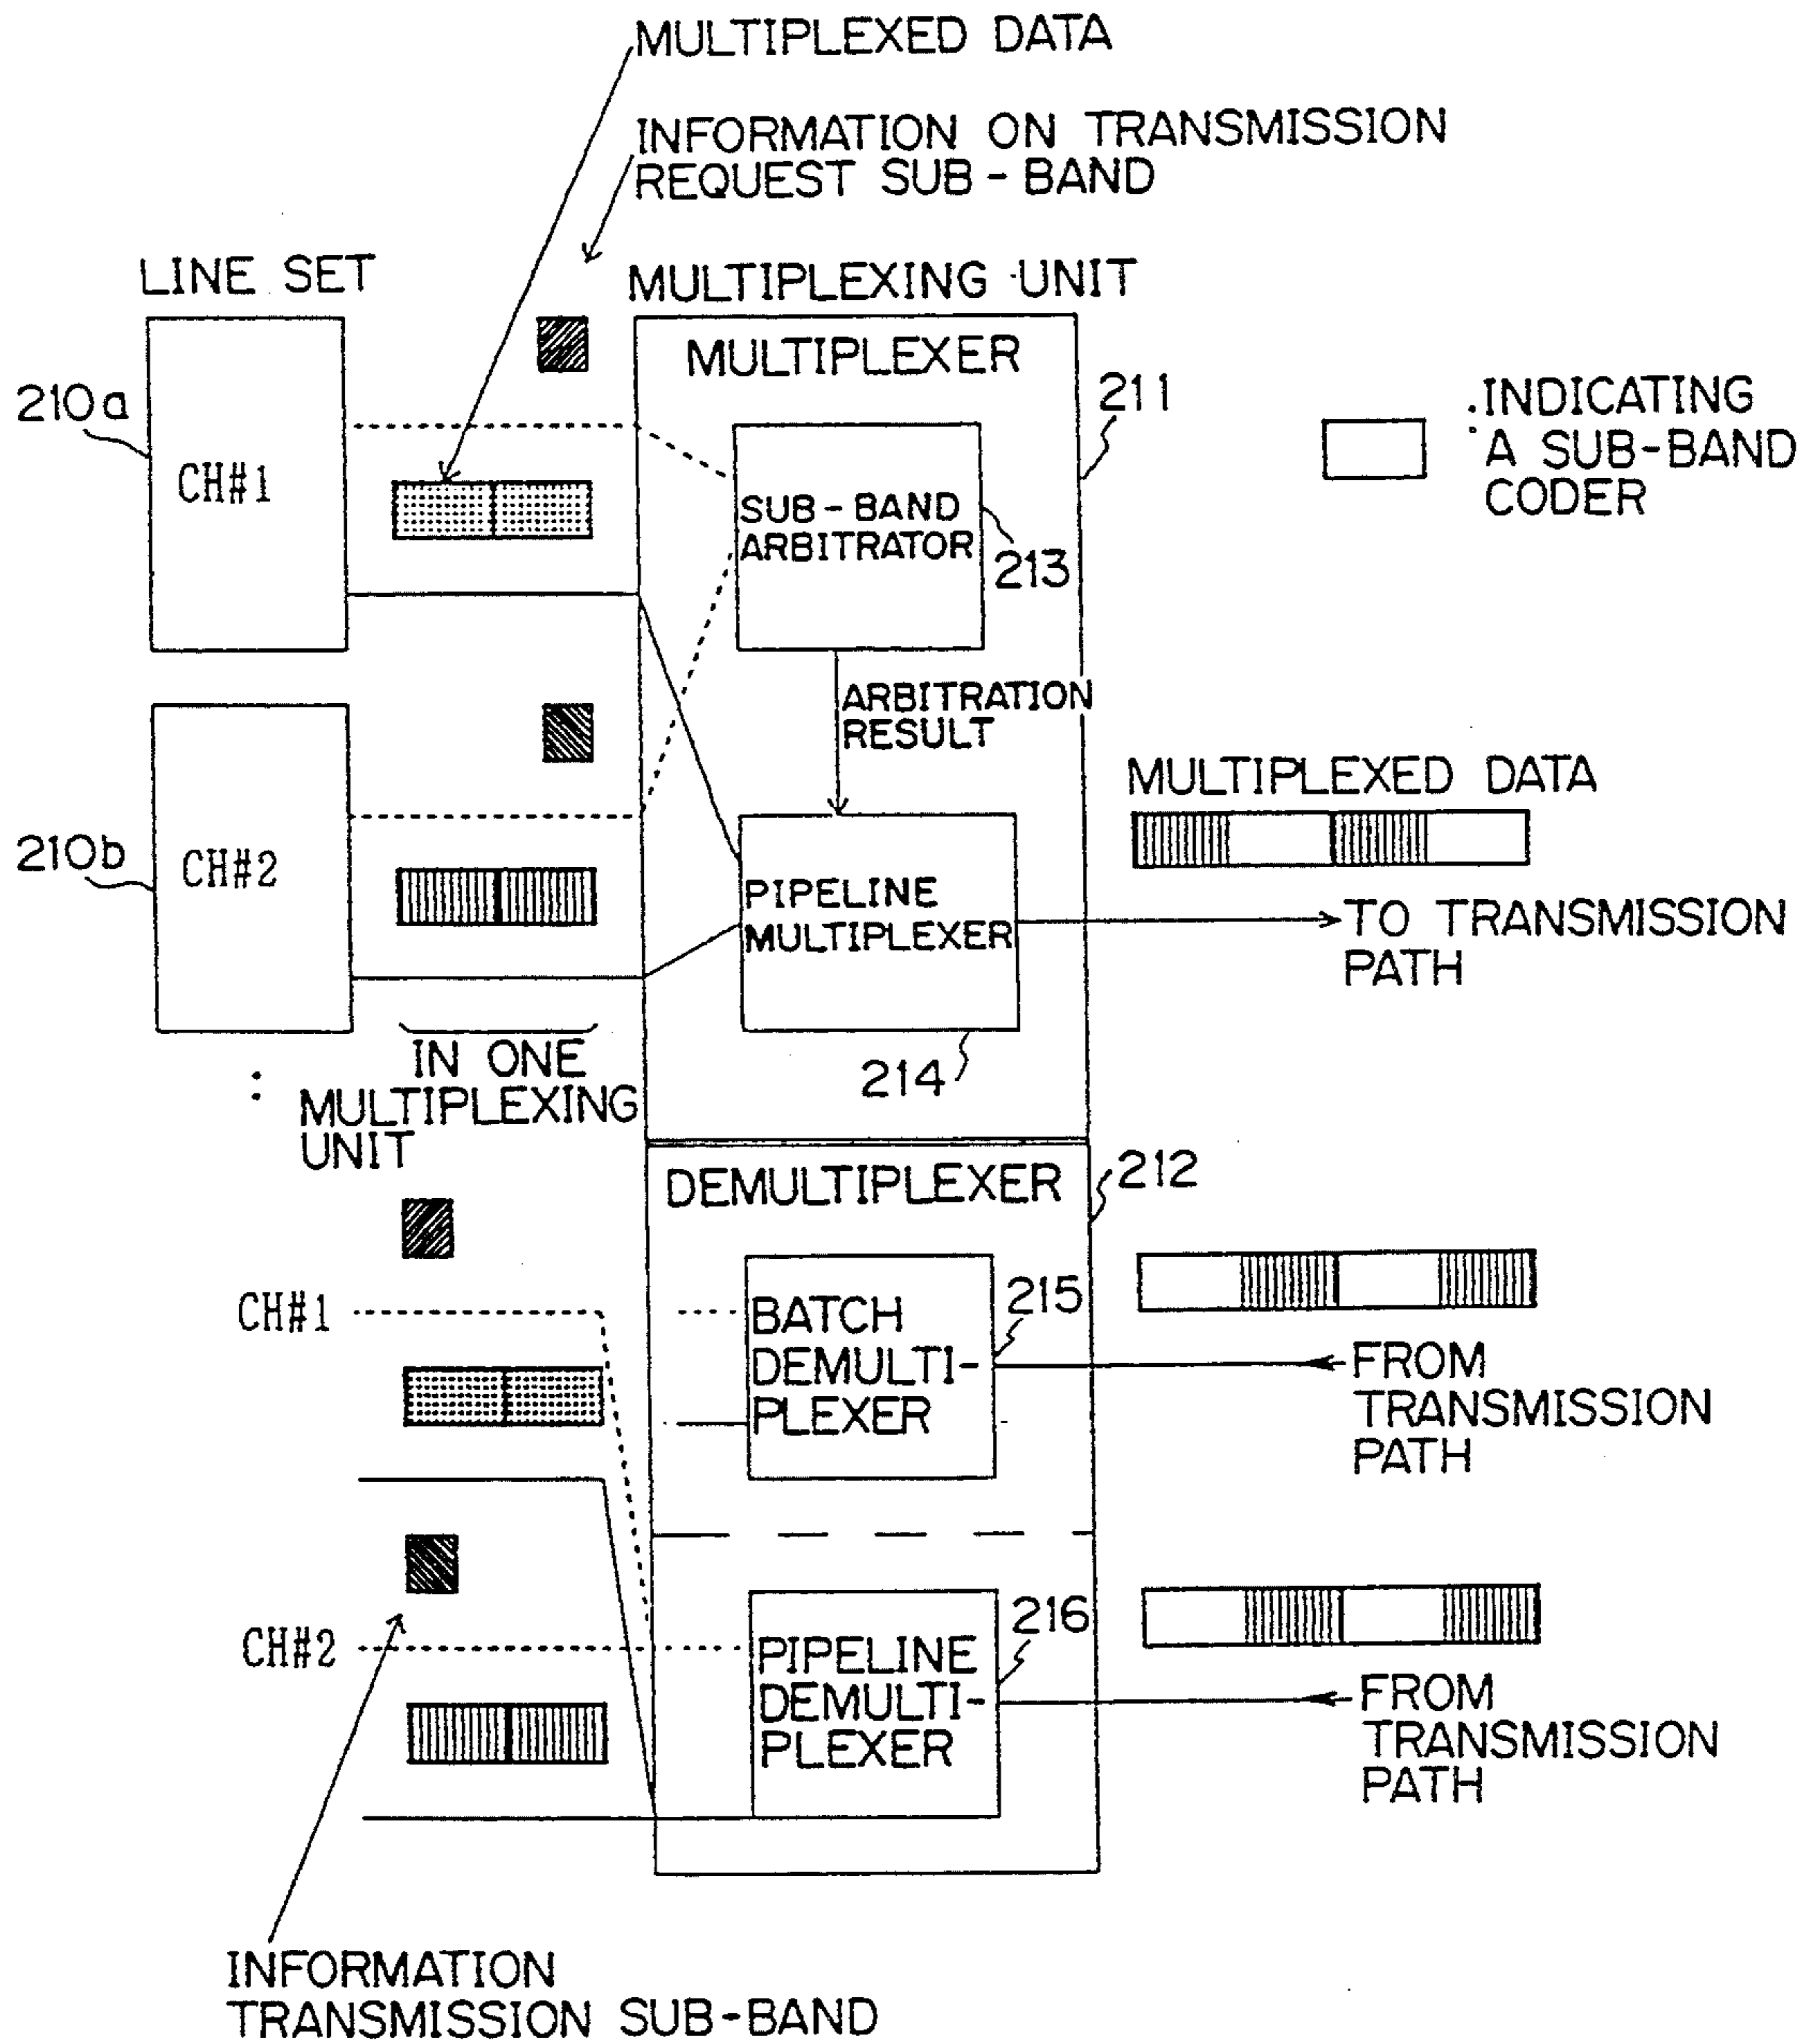 MULTIPLEXED DATA
INFORMATION ON TRANSMISSION
REQUEST SUB-BAND
LINE SET
MULTIPLEXING UNIT
MULTIPLEXER
210a
CH#1
211
: INDICATING
A SUB-BAND
CODER
SUB-BAND
ARBITRATOR
213
ARBITRATION
RESULT
210b
CH#2
MULTIPLEXED DATA
PIPELINE
MULTIPLEXER
TO TRANSMISSION
PATH
214
: IN ONE
MULTIPLEXING
UNIT
DEMULTIPLEXER
212
CH#1
BATCH
DEMULTI-
PLEXER
215
FROM
TRANSMISSION
PATH
CH#2
PIPELINE
DEMULTI-
PLEXER
216
FROM
TRANSMISSION
PATH
INFORMATION
TRANSMISSION SUB-BAND